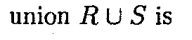 union R ∪ S is